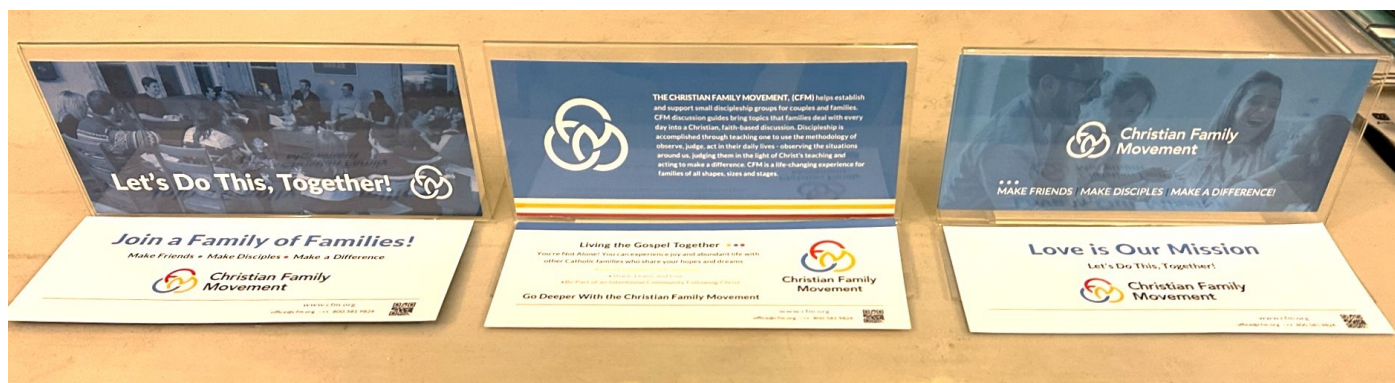 Let's Do This, Together!
Join a Family of Families!
Make Friends • Make Disciples • Make a Difference
Christian Family
Movement
www.cfm.org
THE CHRISTIAN FAMILY MOVEMENT, (CFM) helps establish
and support small discipleship groups for couples and families.
CFM discussion guides bring topics that families deal with every
day into a Christian, faith-based discussion. Discipleship is
accomplished through teaching one to use the methodology of
observe, judge, act in their daily lives - observing the situations
around us, judging them in the light of Christ's teaching and
acting to make a difference. CFM is a life-changing experience for
families of all shapes, sizes and stages.
Living the Gospel Together
You're Not Alone! You can experience joy and abundant life with
other Catholic families who share your hopes and dreams.
•Be Part of an Intentional Community Following Christ
Go Deeper With the Christian Family Movement
Christian Family
Movement
www.cfm.org
Christian Family
Movement
MAKE FRIENDS MAKE DISCIPLES MAKE A DIFFERENCE!
Love is Our Mission
Let's Do This, Together!
Christian Family
Movement
www.cfm.org